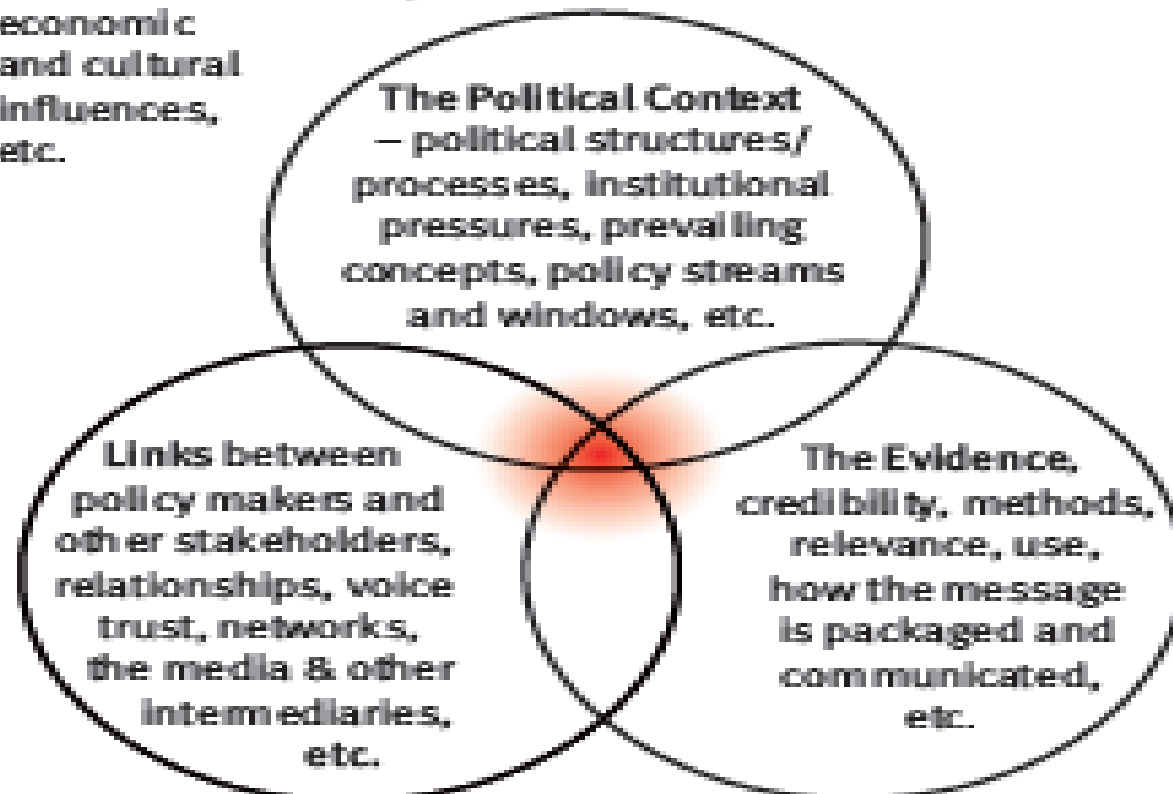 economic
and cultural
influences,
etc.
The Political Context
– political structures/
processes, institutional
pressures, prevailing
concepts, policy streams
and windows, etc.
Links between
policy makers and
other stakeholders,
relationships, voice
trust, networks,
the media & other
intermediaries,
etc.
The Evidence,
credibility, methods,
relevance, use,
how the message
is packaged and
communicated,
etc.